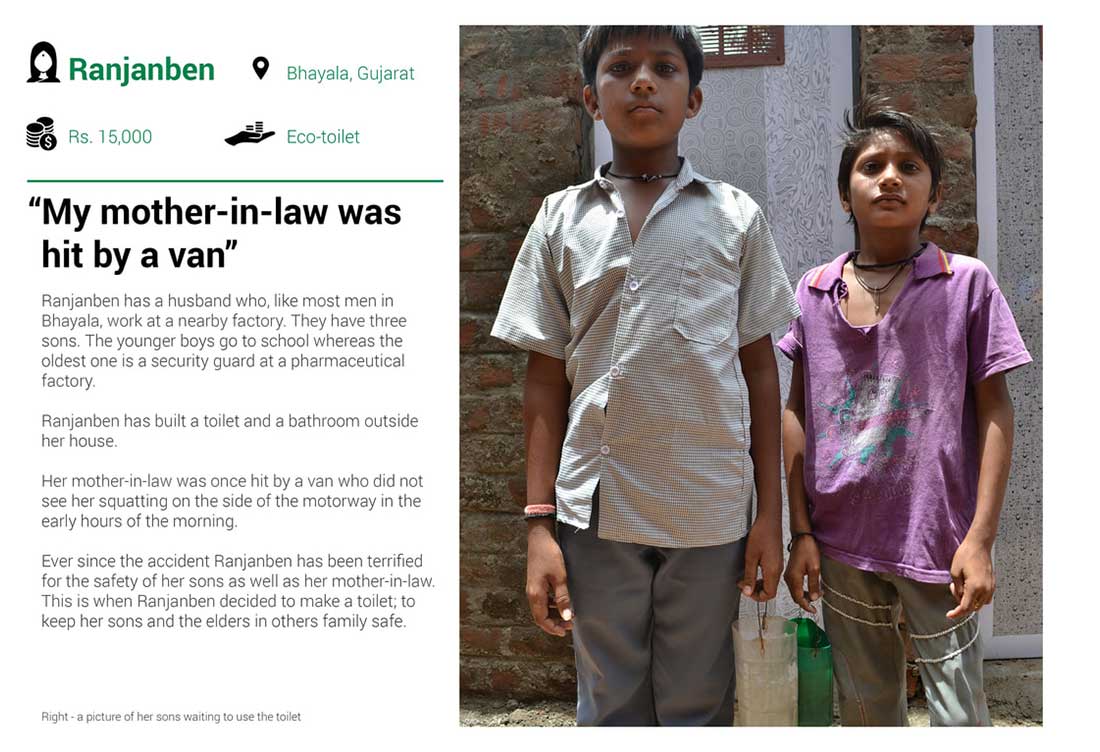 Ranjanben
Bhayala, Gujarat
Rs. 15,000
Eco-toilet
“My mother-in-law was
hit by a van”
Ranjanben has a husband who, like most men in
Bhayala, work at a nearby factory. They have three
sons. The younger boys go to school whereas the
oldest one is a security guard at a pharmaceutical
factory.
Ranjanben has built a toilet and a bathroom outside
her house.
Her mother-in-law was once hit by a van who did not
see her squatting on the side of the motorway in the
early hours of the morning.
Ever since the accident Ranjanben has been terrified
for the safety of her sons as well as her mother-in-law.
This is when Ranjanben decided to make a toilet; to
keep her sons and the elders in others family safe.
Right - a picture of her sons waiting to use the toilet